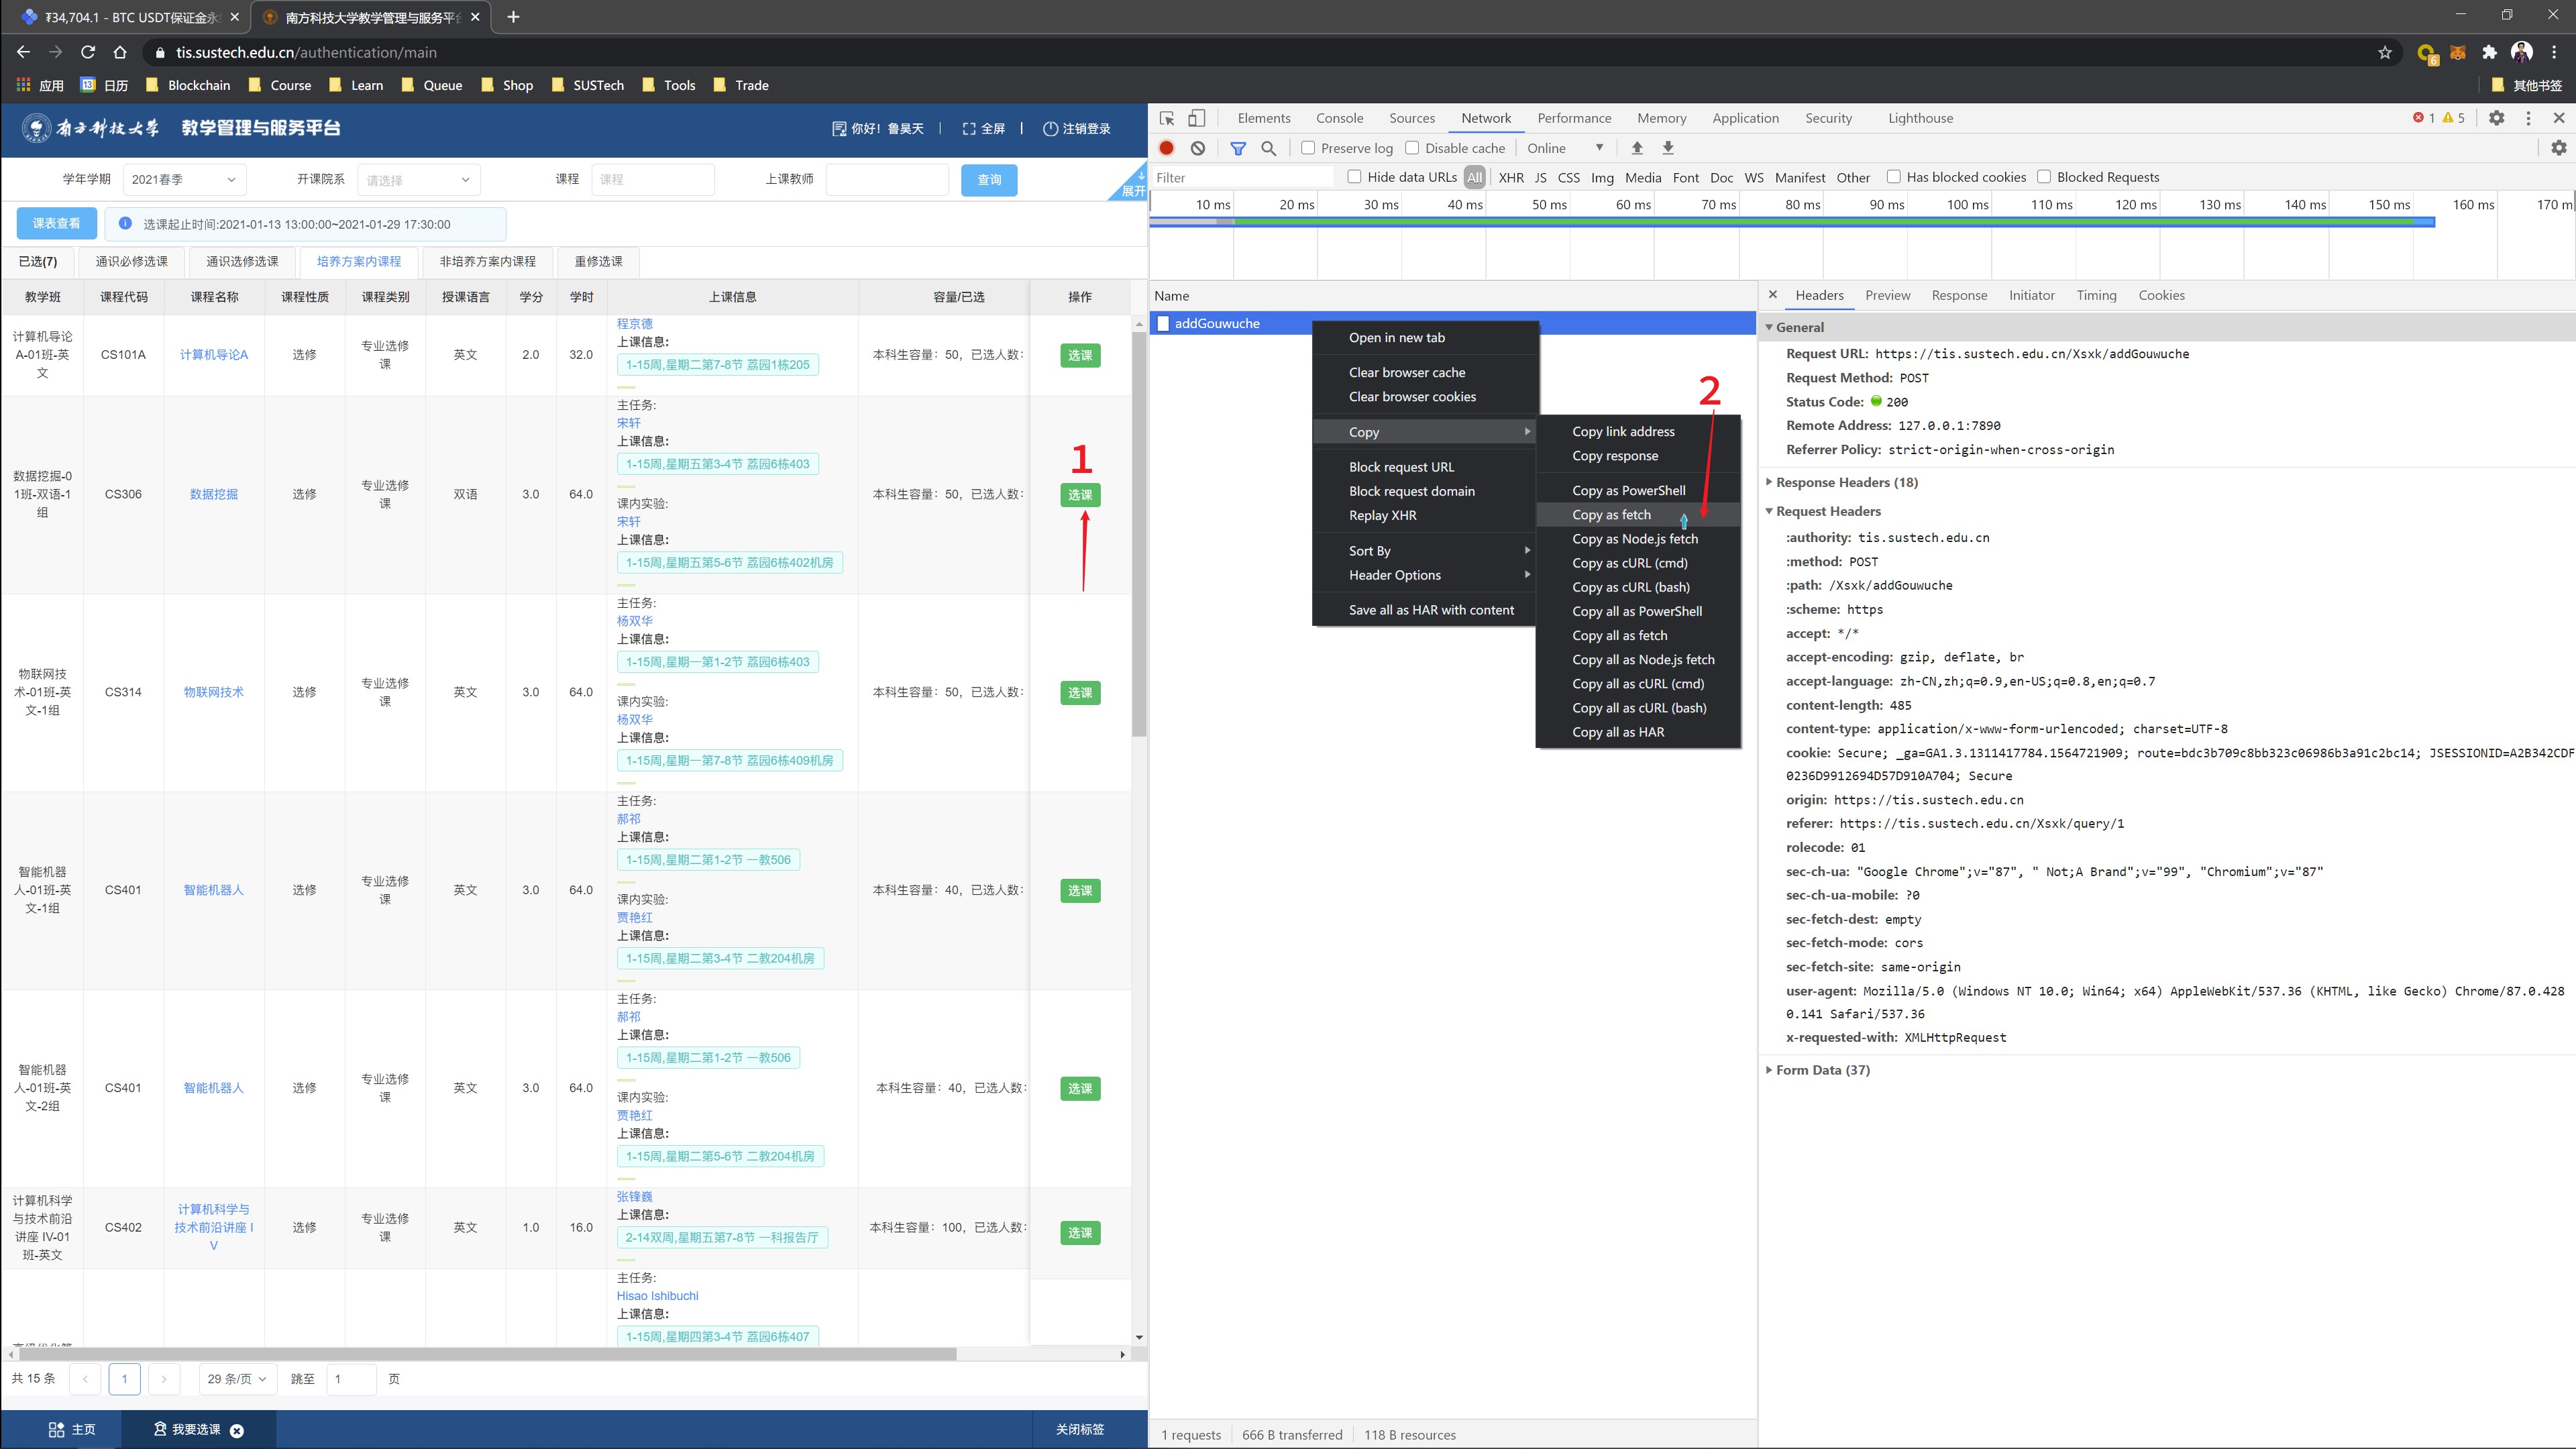 ₮34,704.1 - BTC USDT保证金永
南方科技大学教学管理与服务平台
tis.sustech.edu.cn/authentication/main
6
应用
13
日历
Blockchain
Course
Learn
Queue
Shop
SUSTech
Tools
Trade
其他书签
南方科技大学
教学管理与服务平台
你好！鲁昊天
全屏
注销登录
学年学期
2021春季
开课院系
请选择
课程
课程
上课教师
查询
展开
课表查看
选课起止时间:2021-01-13 13:00:00~2021-01-29 17:30:00
已选(7)
通识必修选课
通识选修选课
培养方案内课程
非培养方案内课程
重修选课
教学班
课程代码
课程名称
课程性质
课程类别
授课语言
学分
学时
上课信息
容量/已选
操作
计算机导论
A-01班-英
文
CS101A
计算机导论A
选修
专业选修
课
英文
2.0
32.0
程京德
上课信息:
1-15周,星期二第7-8节 荔园1栋205
本科生容量：50，已选人数:
选课
数据挖掘-0
1班-双语-1
组
CS306
数据挖掘
选修
专业选修
课
双语
3.0
64.0
主任务:
宋轩
上课信息:
1-15周,星期五第3-4节 荔园6栋403
课内实验:
宋轩
上课信息:
1-15周,星期五第5-6节 荔园6栋402机房
本科生容量：50，已选人数:
1
选课
物联网技
术-01班-英
文-1组
CS314
物联网技术
选修
专业选修
课
英文
3.0
64.0
主任务:
杨双华
上课信息:
1-15周,星期一第1-2节 荔园6栋403
课内实验:
杨双华
上课信息:
1-15周,星期一第7-8节 荔园6栋409机房
本科生容量：50，已选人数:
选课
智能机器
人-01班-英
文-1组
CS401
智能机器人
选修
专业选修
课
英文
3.0
64.0
主任务:
郝祁
上课信息:
1-15周,星期二第1-2节 一教506
课内实验:
贾艳红
上课信息:
1-15周,星期二第3-4节 二教204机房
本科生容量：40，已选人数:
选课
智能机器
人-01班-英
文-2组
CS401
智能机器人
选修
专业选修
课
英文
3.0
64.0
主任务:
郝祁
上课信息:
1-15周,星期二第1-2节 一教506
课内实验:
贾艳红
上课信息:
1-15周,星期二第5-6节 二教204机房
本科生容量：40，已选人数:
选课
计算机科学
与技术前沿
讲座 IV-01
班-英文
CS402
计算机科学与
技术前沿讲座 I
V
选修
专业选修
课
英文
1.0
16.0
张锋巍
上课信息:
2-14双周,星期五第7-8节 一科报告厅
本科生容量：100，已选人数:
选课
主任务:
Hisao Ishibuchi
上课信息:
1-15周,星期四第3-4节 荔园6栋407
共 15 条
1
29 条/页
跳至
1
页
主页
我要选课
关闭标签
Elements
Console
Sources
Network
Performance
Memory
Application
Security
Lighthouse
1
5
Preserve log
Disable cache
Online
Filter
Hide data URLs
All
XHR
JS
CSS
Img
Media
Font
Doc
WS
Manifest
Other
Has blocked cookies
Blocked Requests
10 ms
20 ms
30 ms
40 ms
50 ms
60 ms
70 ms
80 ms
90 ms
100 ms
110 ms
120 ms
130 ms
140 ms
150 ms
160 ms
170 m
Name
addGouwuche
Open in new tab
Clear browser cache
Clear browser cookies
Copy
Block request URL
Block request domain
Replay XHR
Sort By
Header Options
Save all as HAR with content
2
Copy link address
Copy response
Copy as PowerShell
Copy as fetch
Copy as Node.js fetch
Copy as cURL (cmd)
Copy as cURL (bash)
Copy all as PowerShell
Copy all as fetch
Copy all as Node.js fetch
Copy all as cURL (cmd)
Copy all as cURL (bash)
Copy all as HAR
1 requests
666 B transferred
118 B resources
Headers
Preview
Response
Initiator
Timing
Cookies
General
Request URL: https://tis.sustech.edu.cn/Xsxk/addGouwuche
Request Method: POST
Status Code: 200
Remote Address: 127.0.0.1:7890
Referrer Policy: strict-origin-when-cross-origin
Response Headers (18)
Request Headers
:authority: tis.sustech.edu.cn
:method: POST
:path: /Xsxk/addGouwuche
:scheme: https
accept: */*
accept-encoding: gzip, deflate, br
accept-language: zh-CN,zh;q=0.9,en-US;q=0.8,en;q=0.7
content-length: 485
content-type: application/x-www-form-urlencoded; charset=UTF-8
cookie: Secure; _ga=GA1.3.1311417784.1564721909; route=bdc3b709c8bb323c06986b3a91c2bc14; JSESSIONID=A2B342CDF
0236D9912694D57D910A704; Secure
origin: https://tis.sustech.edu.cn
referer: https://tis.sustech.edu.cn/Xsxk/query/1
rolecode: 01
sec-ch-ua: "Google Chrome";v="87", " Not;A Brand";v="99", "Chromium";v="87"
sec-ch-ua-mobile: ?0
sec-fetch-dest: empty
sec-fetch-mode: cors
sec-fetch-site: same-origin
user-agent: Mozilla/5.0 (Windows NT 10.0; Win64; x64) AppleWebKit/537.36 (KHTML, like Gecko) Chrome/87.0.428
0.141 Safari/537.36
x-requested-with: XMLHttpRequest
Form Data (37)